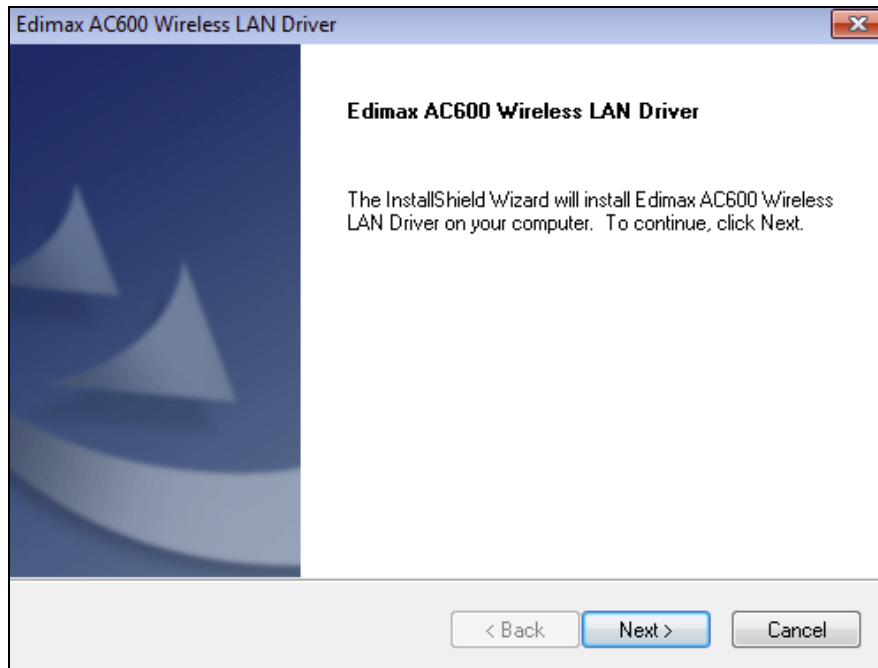 Edimax AC600 Wireless LAN Driver
Edimax AC600 Wireless LAN Driver
The InstallShield Wizard will install Edimax AC600 Wireless
LAN Driver on your computer.  To continue, click Next.
< Back
Next >
Cancel